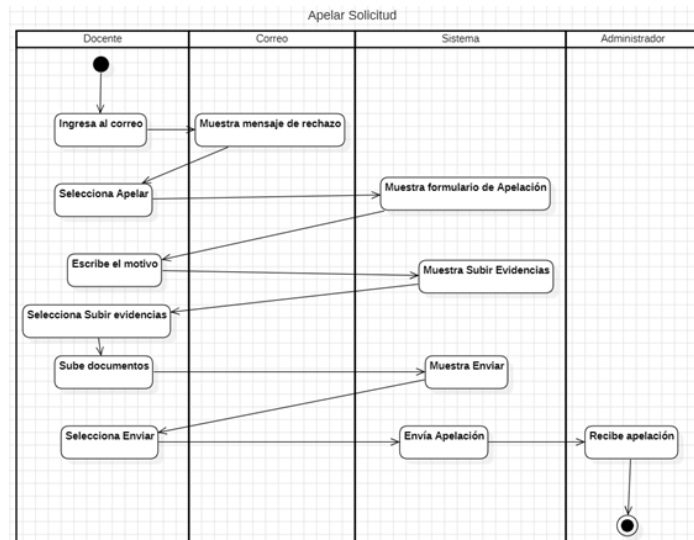 Apelar Solicitud
Docente
Correo
Sistema
Administrador
Ingresa al correo
Muestra mensaje de rechazo
Selecciona Apelar
Muestra formulario de Apelación
Escribe el motivo
Muestra Subir Evidencias
Selecciona Subir evidencias
Sube documentos
Muestra Enviar
Selecciona Enviar
Envía Apelación
Recibe apelación